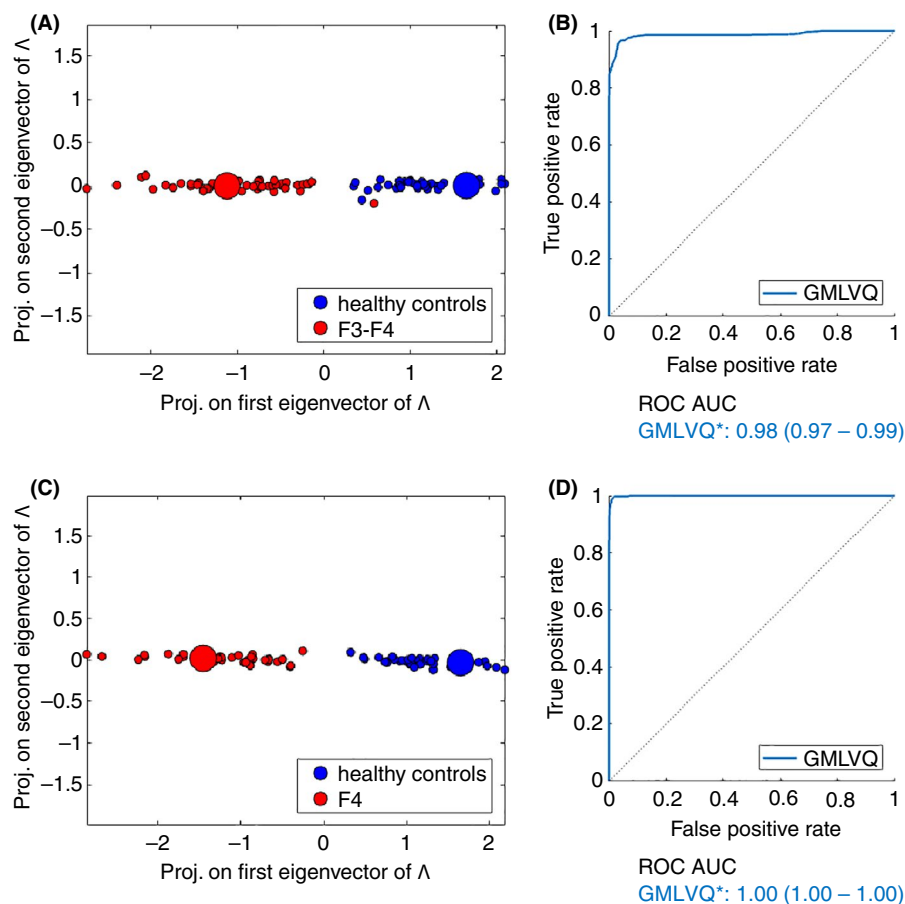 (A)
Proj. on second eigenvector of Λ
1.5
1
0.5
0
−0.5
−1
−1.5
healthy controls
F3-F4
−2 −1 0 1 2
Proj. on first eigenvector of Λ
(B)
True positive rate
1
0.8
0.6
0.4
0.2
0
GMLVQ
0 0.2 0.4 0.6 0.8 1
False positive rate
ROC AUC
GMLVQ*: 0.98 (0.97 – 0.99)
(C)
Proj. on second eigenvector of Λ
1.5
1
0.5
0
−0.5
−1
−1.5
healthy controls
F4
−2 −1 0 1 2
Proj. on first eigenvector of Λ
(D)
True positive rate
1
0.8
0.6
0.4
0.2
0
GMLVQ
0 0.2 0.4 0.6 0.8 1
False positive rate
ROC AUC
GMLVQ*: 1.00 (1.00 – 1.00)